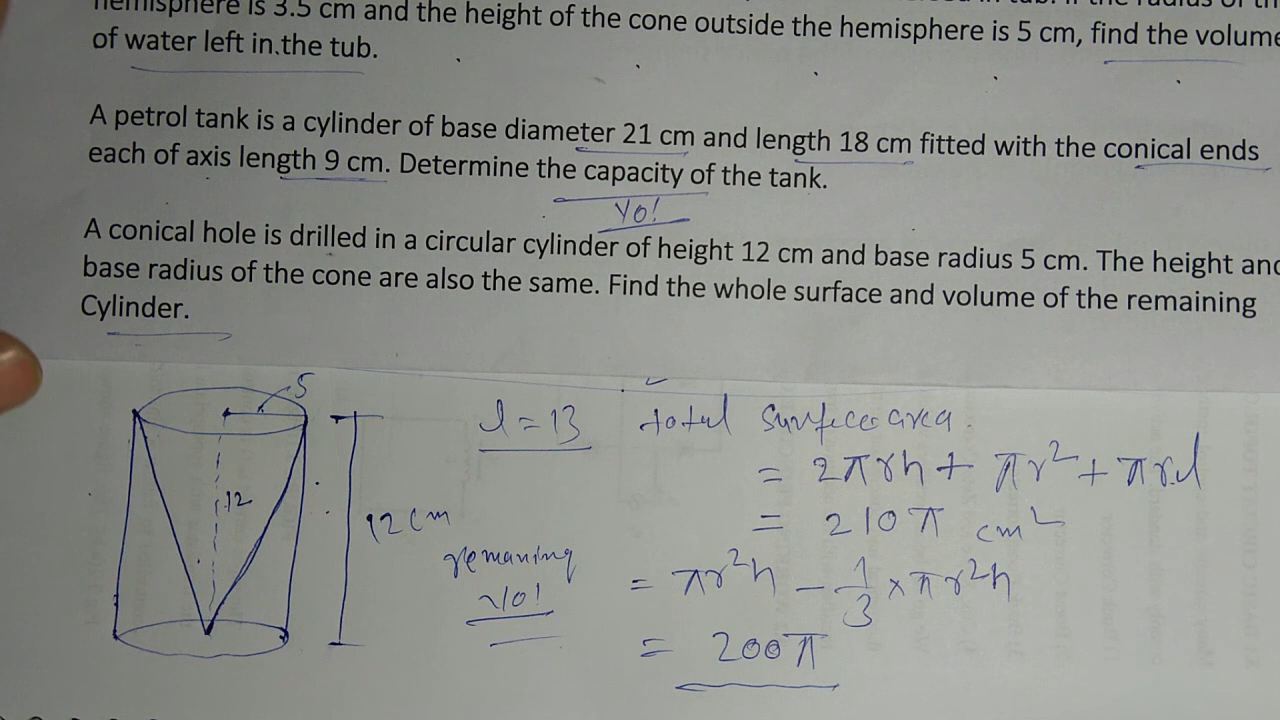 hemisphere is 3.5 cm and the height of the cone outside the hemisphere is 5 cm, find the volume
of water left in the tub.
A petrol tank is a cylinder of base diameter 21 cm and length 18 cm fitted with the conical ends
each of axis length 9 cm. Determine the capacity of the tank.
Vo!
A conical hole is drilled in a circular cylinder of height 12 cm and base radius 5 cm. The height and
base radius of the cone are also the same. Find the whole surface and volume of the remaining
Cylinder.
5
l = 13 total surface area.
= 2πrh + πr² + πrl
12
12 cm
= 210π cm²
remaning
vol
= πr²h - 1/3 × πr²h
= 200π